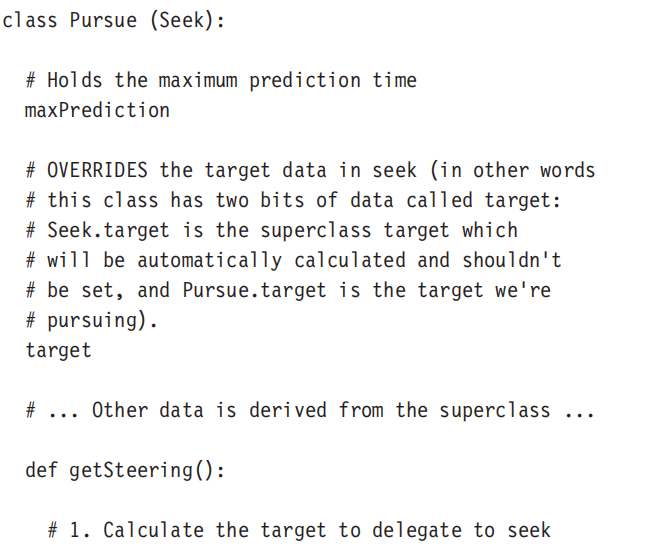 class Pursue (Seek):
# Holds the maximum prediction time
maxPrediction
# OVERRIDES the target data in seek (in other words
# this class has two bits of data called target:
# Seek.target is the superclass target which
# will be automatically calculated and shouldn't
# be set, and Pursue.target is the target we're
# pursuing).
target
# ... Other data is derived from the superclass ...
def getSteering():
# 1. Calculate the target to delegate to seek